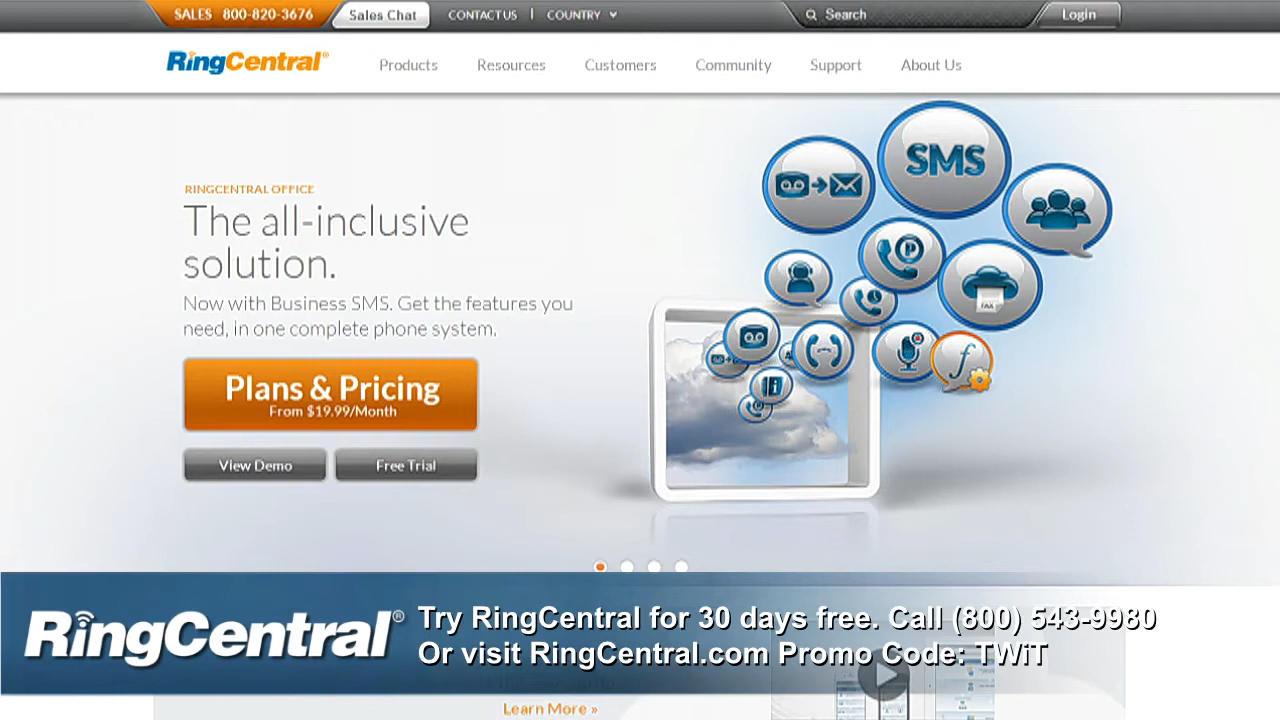 SALES 800-820-3676
Sales Chat
CONTACT US
COUNTRY
Search
Login
RingCentral®
Products
Resources
Customers
Community
Support
About Us
RINGCENTRAL OFFICE
The all-inclusive
solution.
Now with Business SMS. Get the features you
need, in one complete phone system.
Plans & Pricing
From $19.99/Month
View Demo
Free Trial
SMS
P
FAX
f
i
RingCentral®
Try RingCentral for 30 days free. Call (800) 543-9980
Or visit RingCentral.com Promo Code: TWiT
Learn More »